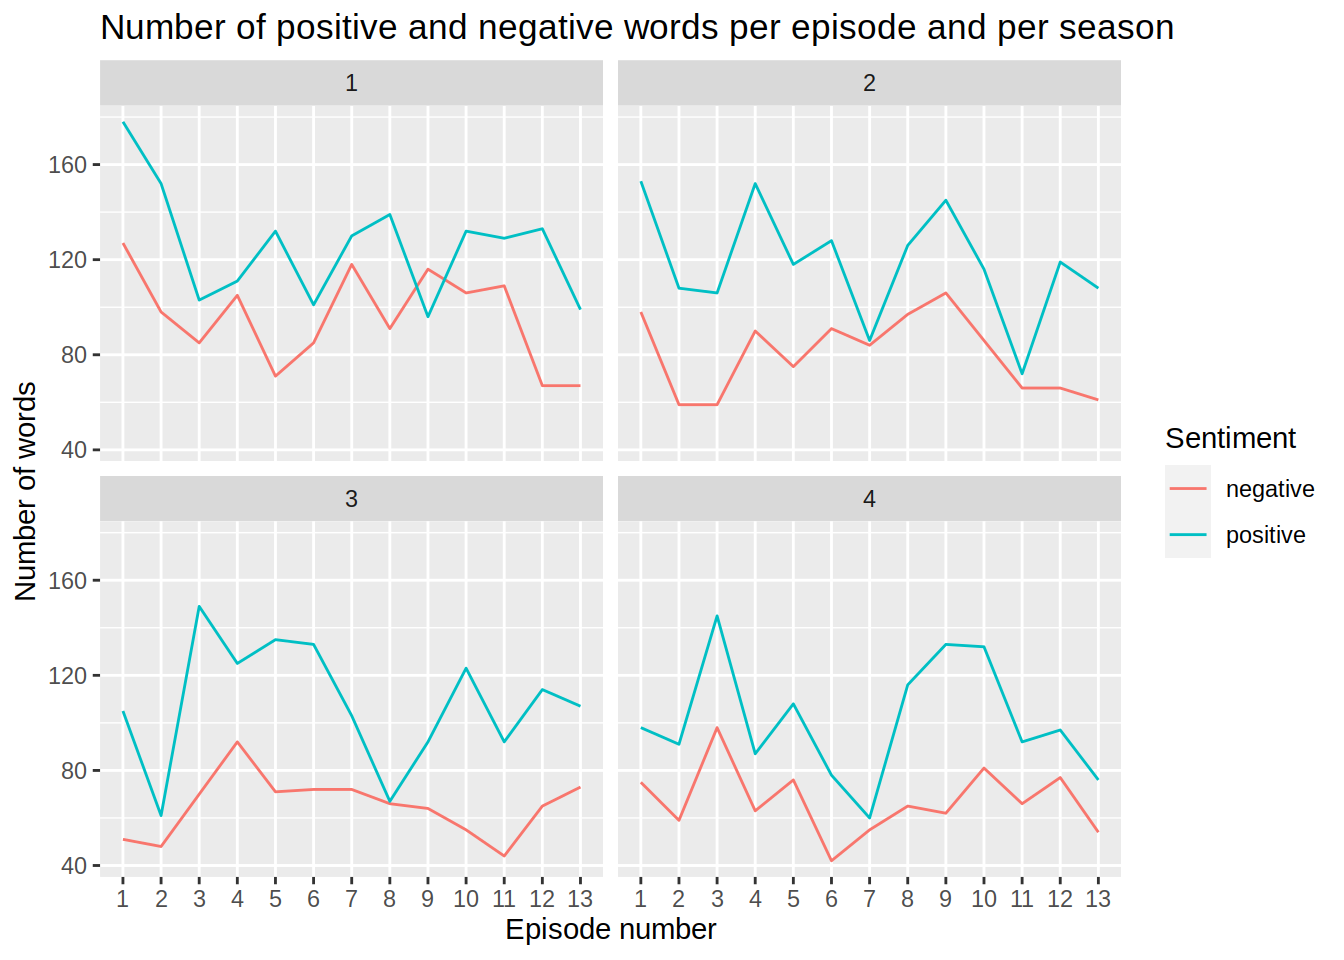 Number of positive and negative words per episode and per season
1 2
160
120
80
40
3 4
160
120
80
40
1 2 3 4 5 6 7 8 9 10 11 12 13 1 2 3 4 5 6 7 8 9 10 11 12 13
Episode number
Number of words
Sentiment
negative
positive